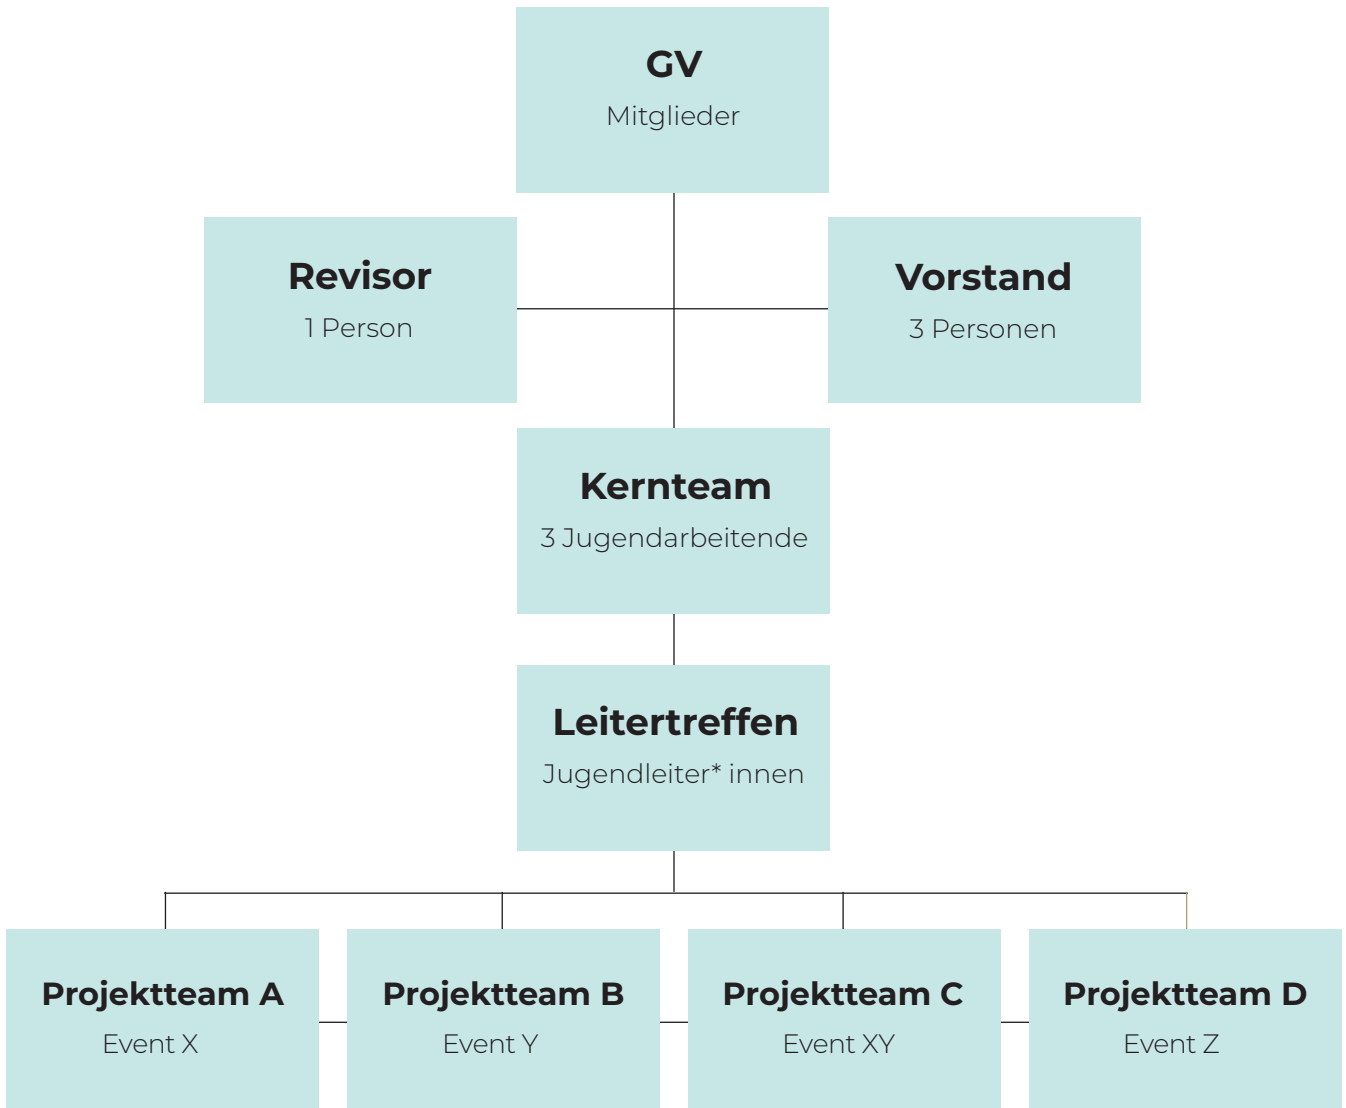 GV
Mitglieder
Revisor
1 Person
Vorstand
3 Personen
Kernteam
3 Jugendarbeitende
Leitertreffen
Jugendleiter* innen
Projektteam A
Event X
Projektteam B
Event Y
Projektteam C
Event XY
Projektteam D
Event Z